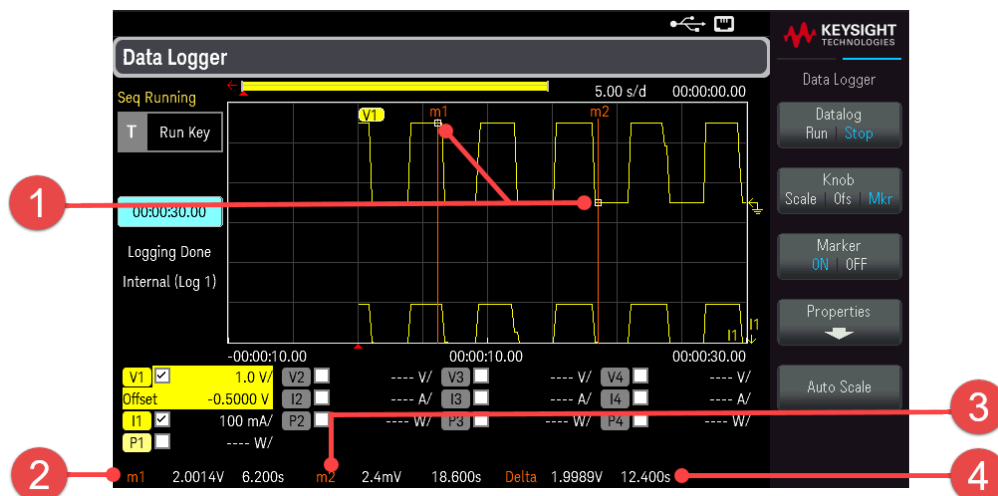 KEYSIGHT
TECHNOLOGIES
Data Logger
Data Logger
Seq Running
5.00 s/d 00:00:00.00
T Run Key
V1 m1 m2
Datalog
Run | Stop
1
Knob
Scale | Ofs | Mkr
00:00:30.00
Logging Done
Internal (Log 1)
Marker
ON | OFF
Properties
I1 I1
-00:00:10.00 00:00:10.00 00:00:30.00
V1 1.0 V/ V2 ---- V/ V3 ---- V/ V4 ---- V/
Offset -0.5000 V I2 ---- A/ I3 ---- A/ I4 ---- A/
I1 100 mA/ P2 ---- W/ P3 ---- W/ P4 ---- W/
P1 ---- W/
Auto Scale
3
2
m1 2.0014V 6.200s m2 2.4mV 18.600s Delta 1.9989V 12.400s
4